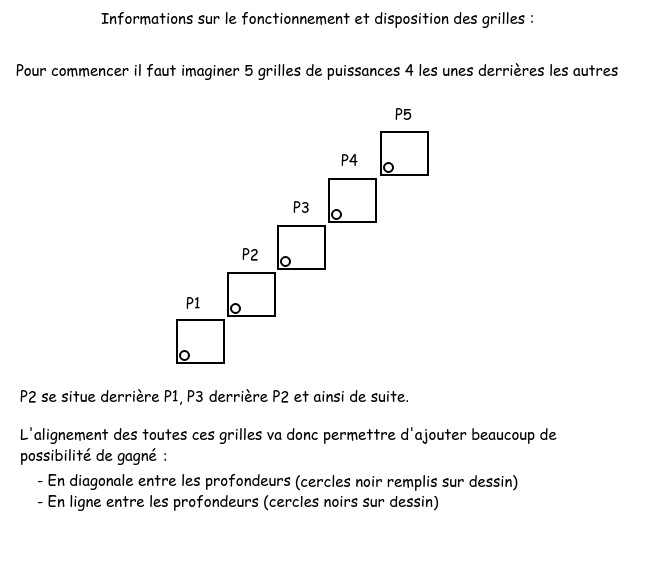 Informations sur le fonctionnement et disposition des grilles :
Pour commencer il faut imaginer 5 grilles de puissances 4 les unes derrières les autres
P5
P4
P3
P2
P1
P2 se situe derrière P1, P3 derrière P2 et ainsi de suite.
L'alignement des toutes ces grilles va donc permettre d'ajouter beaucoup de
possibilité de gagné :
- En diagonale entre les profondeurs (cercles noir remplis sur dessin)
- En ligne entre les profondeurs (cercles noirs sur dessin)